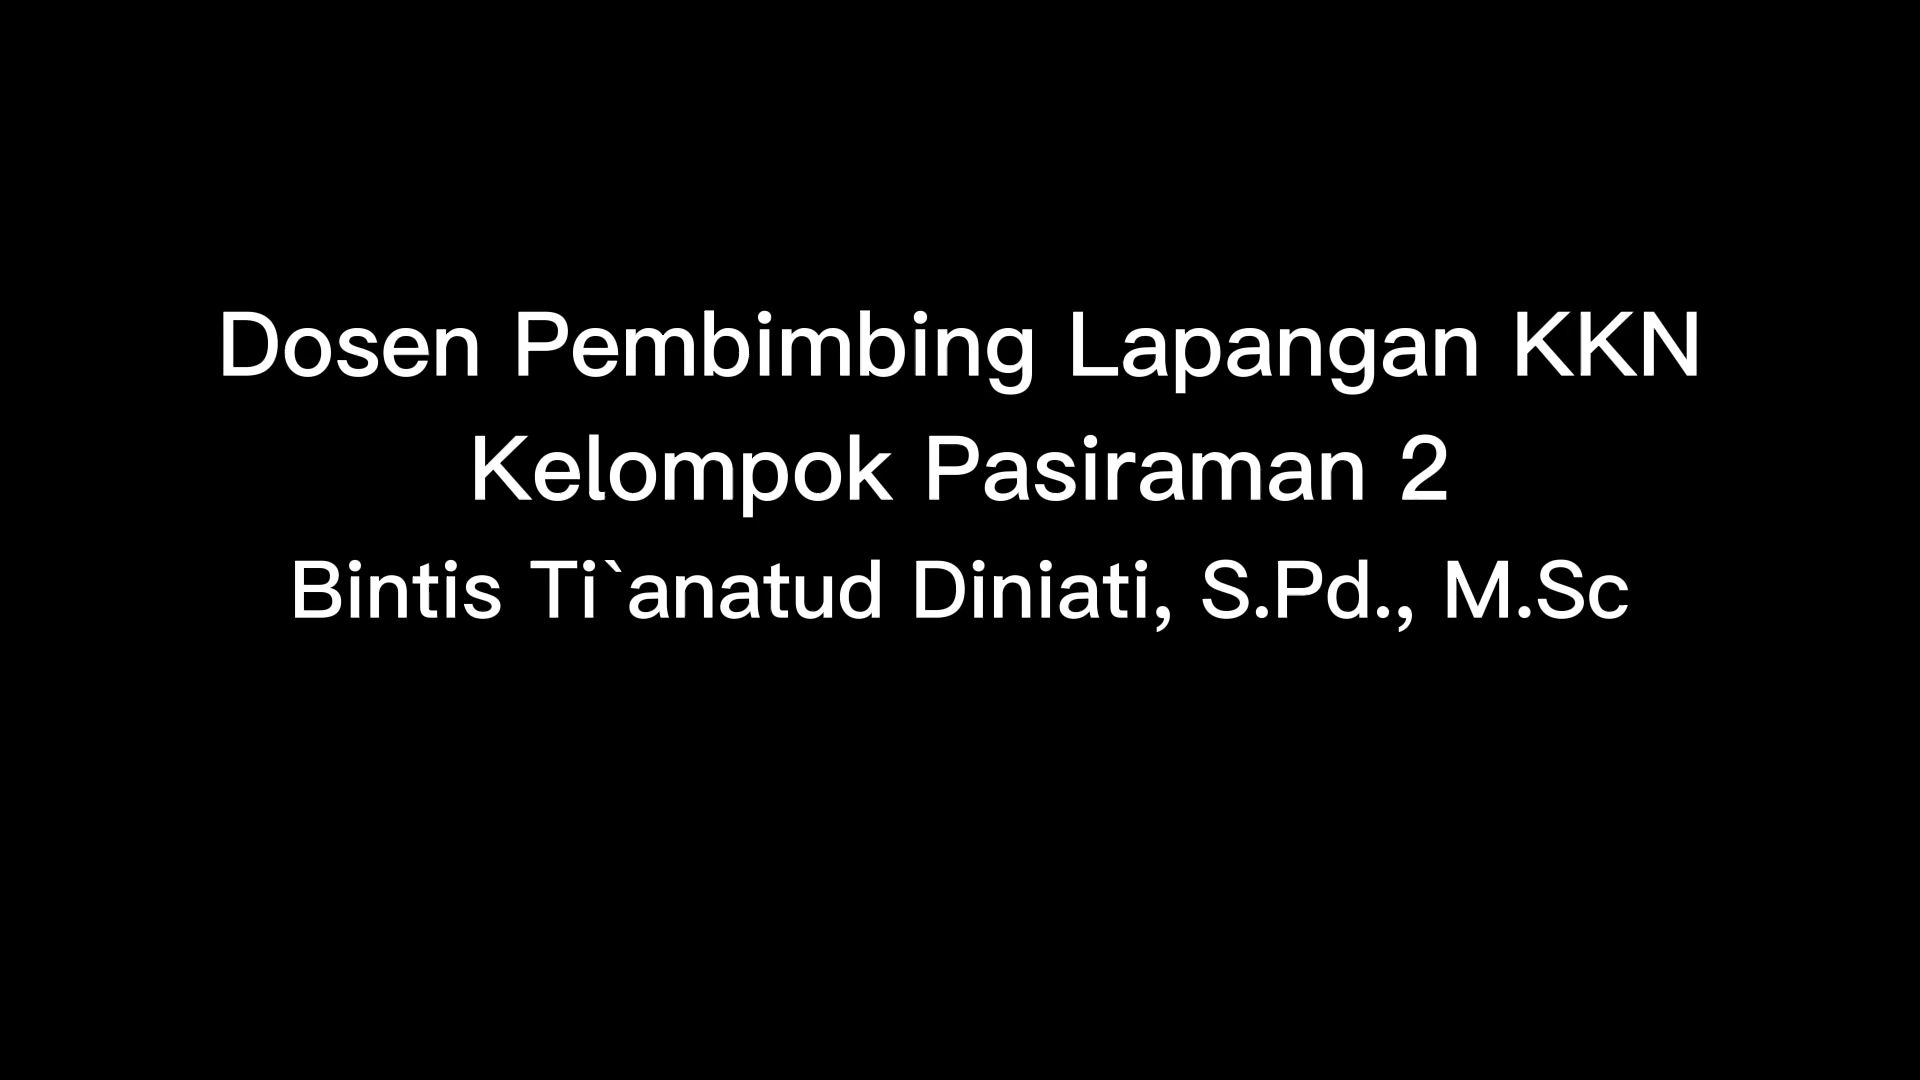 Dosen Pembimbing Lapangan KKN
Kelompok Pasiraman 2
Bintis Ti`anatud Diniati, S.Pd., M.Sc